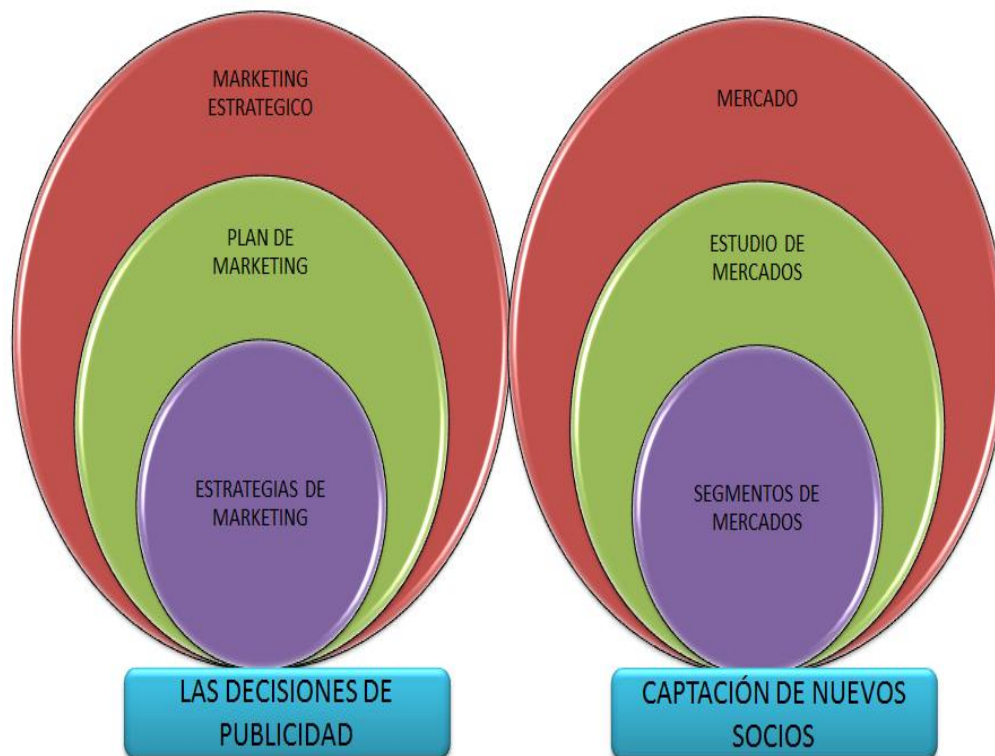 MARKETING
ESTRATEGICO
PLAN DE
MARKETING
ESTRATEGIAS DE
MARKETING
LAS DECISIONES DE
PUBLICIDAD
MERCADO
ESTUDIO DE
MERCADOS
SEGMENTOS DE
MERCADOS
CAPTACIÓN DE NUEVOS
SOCIOS